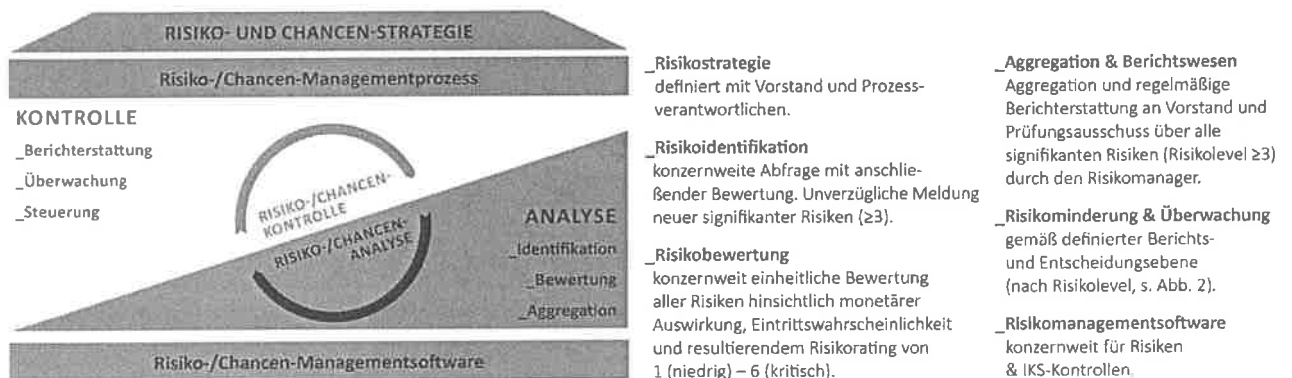 RISIKO- UND CHANCEN-STRATEGIE
Risiko-/Chancen-Managementprozess
KONTROLLE
_Berichterstattung
_Überwachung
_Steuerung
RISIKO-/CHANCEN-
KONTROLLE
RISIKO-/CHANCEN-
ANALYSE
ANALYSE
_Identifikation
_Bewertung
_Aggregation
Risiko-/Chancen-Managementsoftware
_Risikostrategie
definiert mit Vorstand und Prozess-
verantwortlichen.
_Risikoidentifikation
konzernweite Abfrage mit anschlie-
ßender Bewertung. Unverzügliche Meldung
neuer signifikanter Risiken (≥3).
_Risikobewertung
konzernweit einheitliche Bewertung
aller Risiken hinsichtlich monetärer
Auswirkung, Eintrittswahrscheinlichkeit
und resultierendem Risikorating von
1 (niedrig) – 6 (kritisch).
_Aggregation & Berichtswesen
Aggregation und regelmäßige
Berichterstattung an Vorstand und
Prüfungsausschuss über alle
signifikanten Risiken (Risikolevel ≥3)
durch den Risikomanager.
_Risikominderung & Überwachung
gemäß definierter Berichts-
und Entscheidungsebene
(nach Risikolevel, s. Abb. 2).
_Risikomanagementsoftware
konzernweit für Risiken
& IKS-Kontrollen